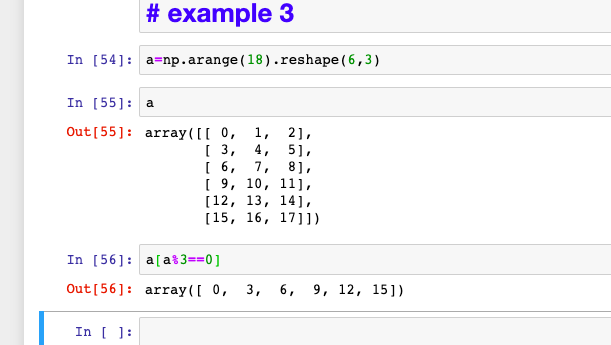 # example 3
In [54]: a=np.arange(18).reshape(6,3)
In [55]: a
Out[55]: array([[ 0,  1,  2],
       [ 3,  4,  5],
       [ 6,  7,  8],
       [ 9, 10, 11],
       [12, 13, 14],
       [15, 16, 17]])
In [56]: a[a%3==0]
Out[56]: array([ 0,  3,  6,  9, 12, 15])
In [ ]: